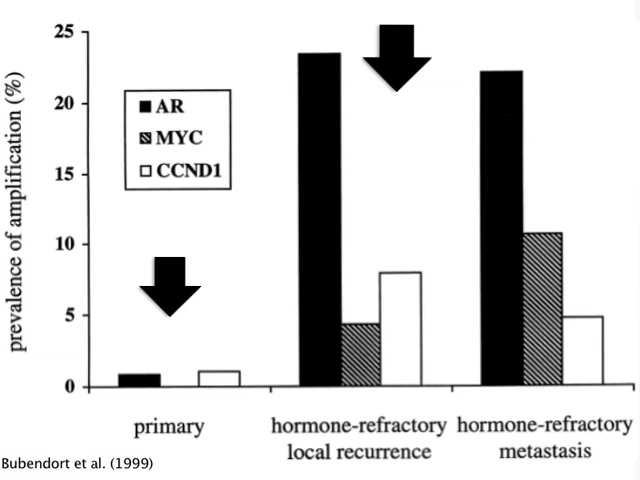 prevalence of amplification (%)
25
20
15
10
5
0
AR
MYC
CCND1
primary
hormone-refractory
local recurrence
hormone-refractory
metastasis
Bubendort et al. (1999)